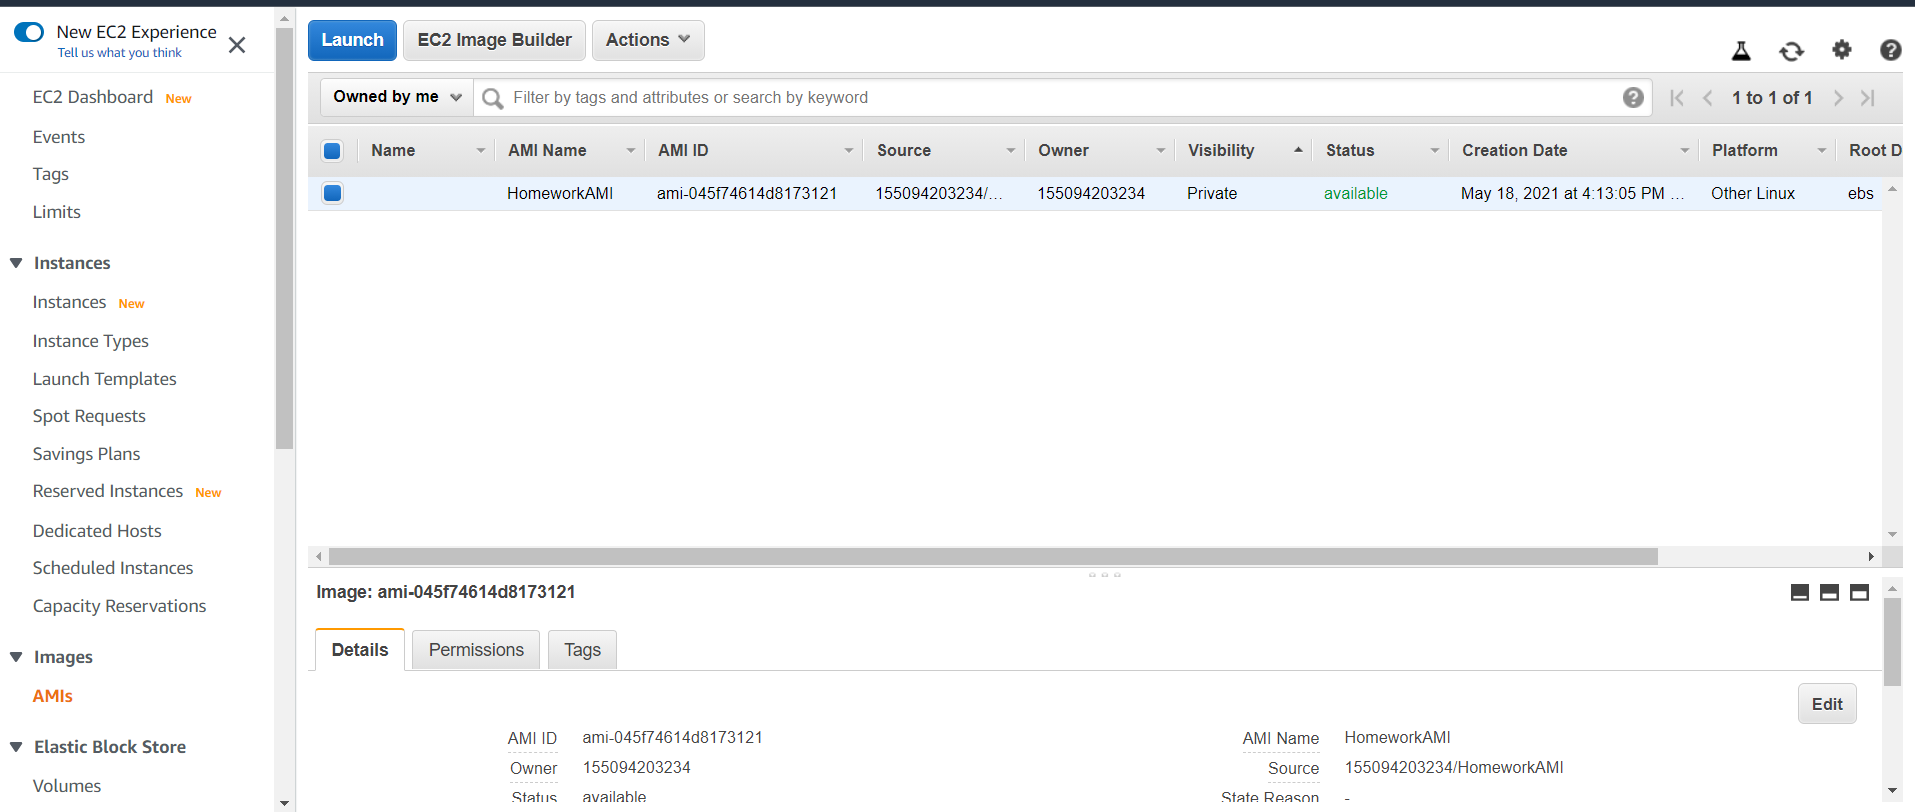 New EC2 Experience
Tell us what you think
EC2 Dashboard New
Events
Tags
Limits
Instances
Instances New
Instance Types
Launch Templates
Spot Requests
Savings Plans
Reserved Instances New
Dedicated Hosts
Scheduled Instances
Capacity Reservations
Images
AMIs
Elastic Block Store
Volumes
Launch EC2 Image Builder Actions
Owned by me Filter by tags and attributes or search by keyword 1 to 1 of 1
Name AMI Name AMI ID Source Owner Visibility Status Creation Date Platform Root D
HomeworkAMI ami-045f74614d8173121 155094203234/... 155094203234 Private available May 18, 2021 at 4:13:05 PM ... Other Linux ebs
Image: ami-045f74614d8173121
Details Permissions Tags
Edit
AMI ID ami-045f74614d8173121 AMI Name HomeworkAMI
Owner 155094203234 Source 155094203234/HomeworkAMI
Status available State Reason -